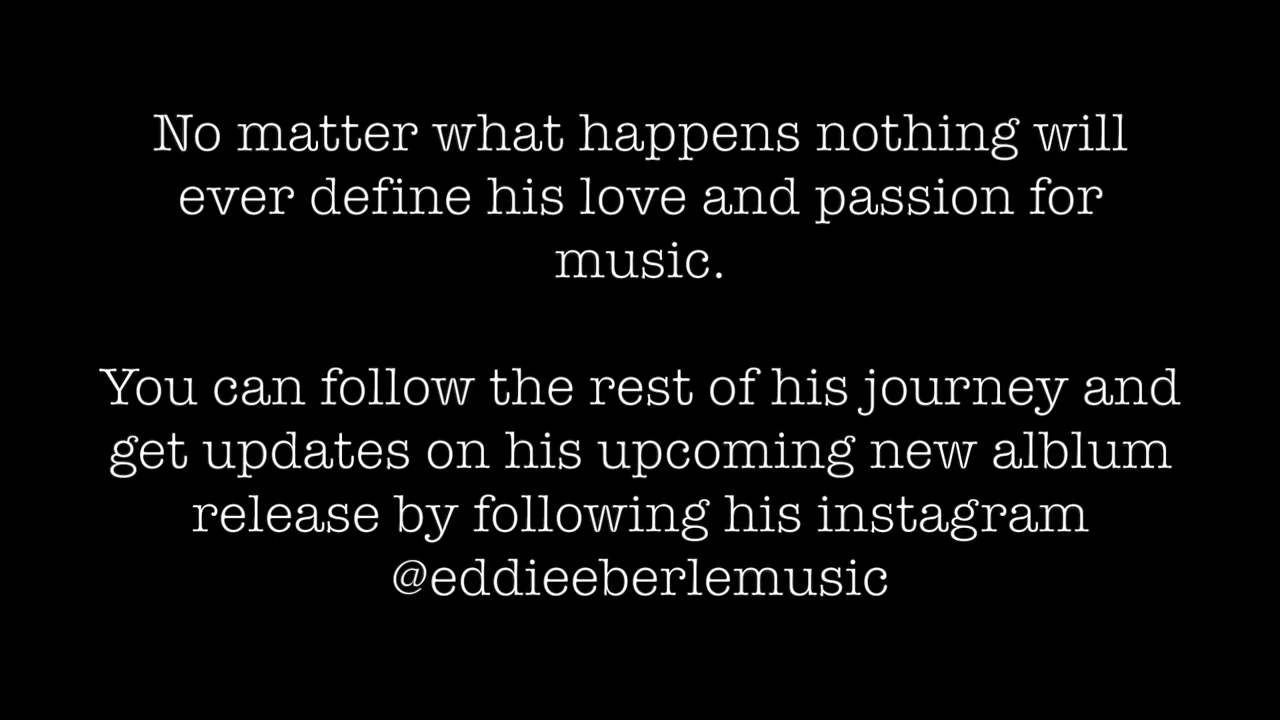 No matter what happens nothing will
ever define his love and passion for
music.
You can follow the rest of his journey and
get updates on his upcoming new alblum
release by following his instagram
@eddieeberlemusic